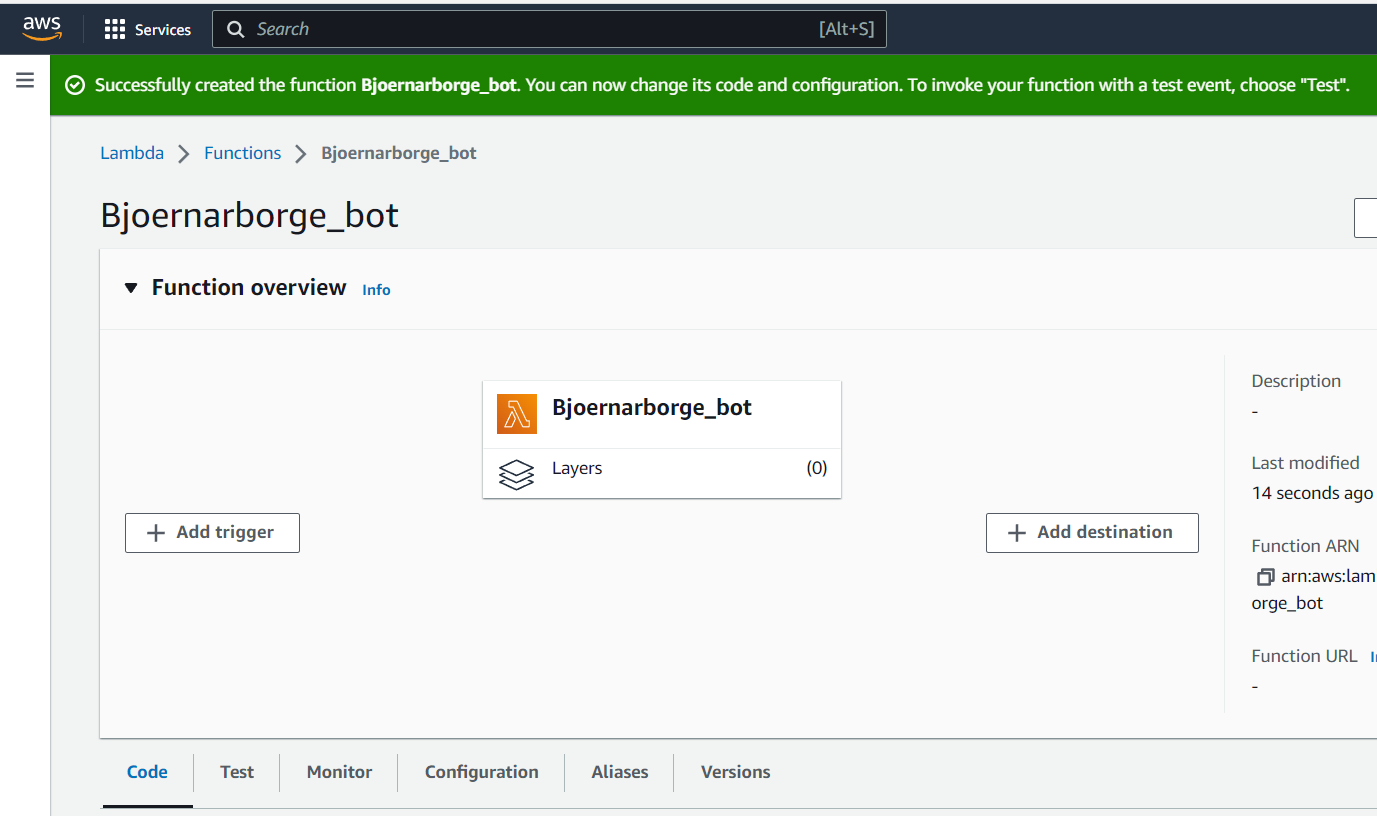 aws
Services
Search
[Alt+S]
Successfully created the function Bjoernarborge_bot. You can now change its code and configuration. To invoke your function with a test event, choose "Test".
Lambda
Functions
Bjoernarborge_bot
Bjoernarborge_bot
Function overview
Info
Bjoernarborge_bot
Layers
(0)
Add trigger
Add destination
Description
-
Last modified
14 seconds ago
Function ARN
arn:aws:lam
orge_bot
Function URL
-
Code
Test
Monitor
Configuration
Aliases
Versions